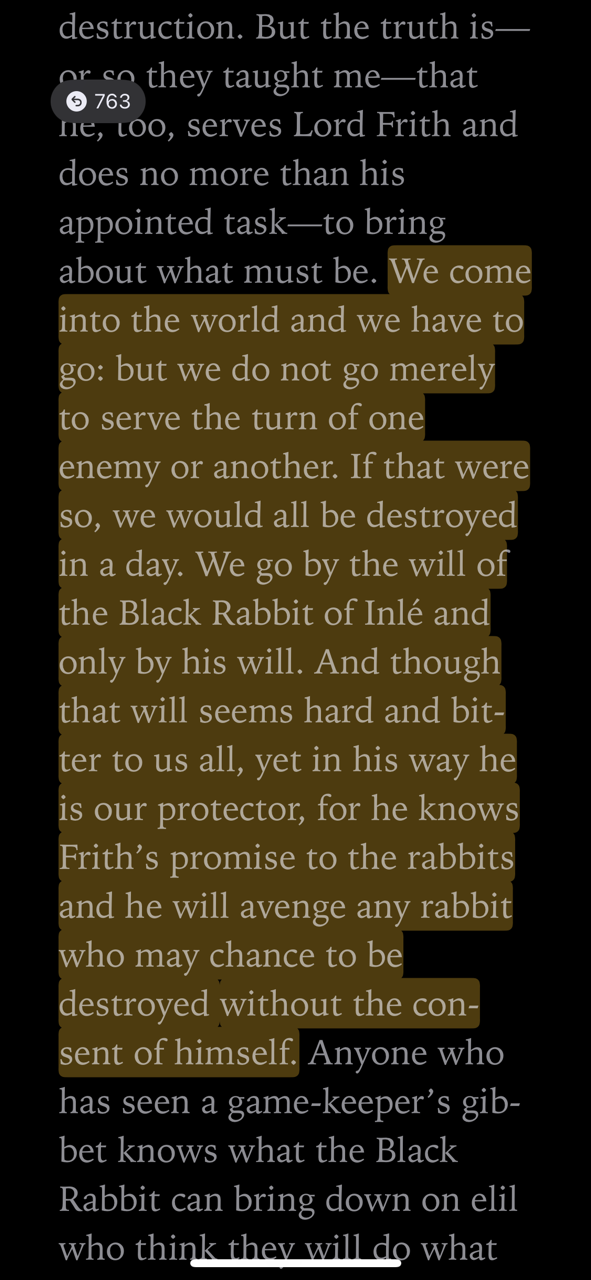 destruction. But the truth is—
or so they taught me—that
763
he, too, serves Lord Frith and
does no more than his
appointed task—to bring
about what must be. We come
into the world and we have to
go: but we do not go merely
to serve the turn of one
enemy or another. If that were
so, we would all be destroyed
in a day. We go by the will of
the Black Rabbit of Inlé and
only by his will. And though
that will seems hard and bit-
ter to us all, yet in his way he
is our protector, for he knows
Frith’s promise to the rabbits
and he will avenge any rabbit
who may chance to be
destroyed without the con-
sent of himself. Anyone who
has seen a game-keeper’s gib-
bet knows what the Black
Rabbit can bring down on elil
who think they will do what